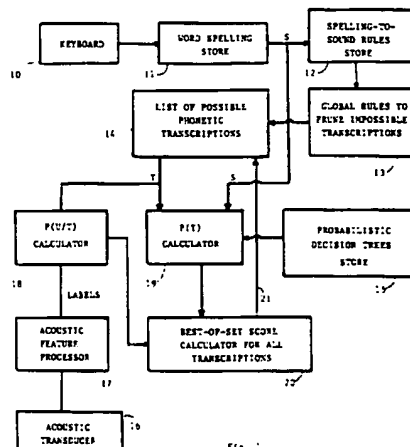 S
KEYBOARD
WORD SPELLING
STORE
SPELLING-TO-
SOUND RULES
STORE
10
11
12
LIST OF POSSIBLE
PHONETIC
TRANSCRIPTIONS
14
GLOBAL RULES TO
PRUNE IMPOSSIBLE
TRANSCRIPTIONS
13
T
S
P(U/T)
CALCULATOR
P(T)
CALCULATOR
PROBABILISTIC
DECISION TREES
STORE
18
19
15
21
LABELS
ACOUSTIC
FEATURE
PROCESSOR
BEST-OF-SET SCORE
CALCULATOR FOR ALL
TRANSCRIPTIONS
17
20
ACOUSTIC
TRANSDUCER
16